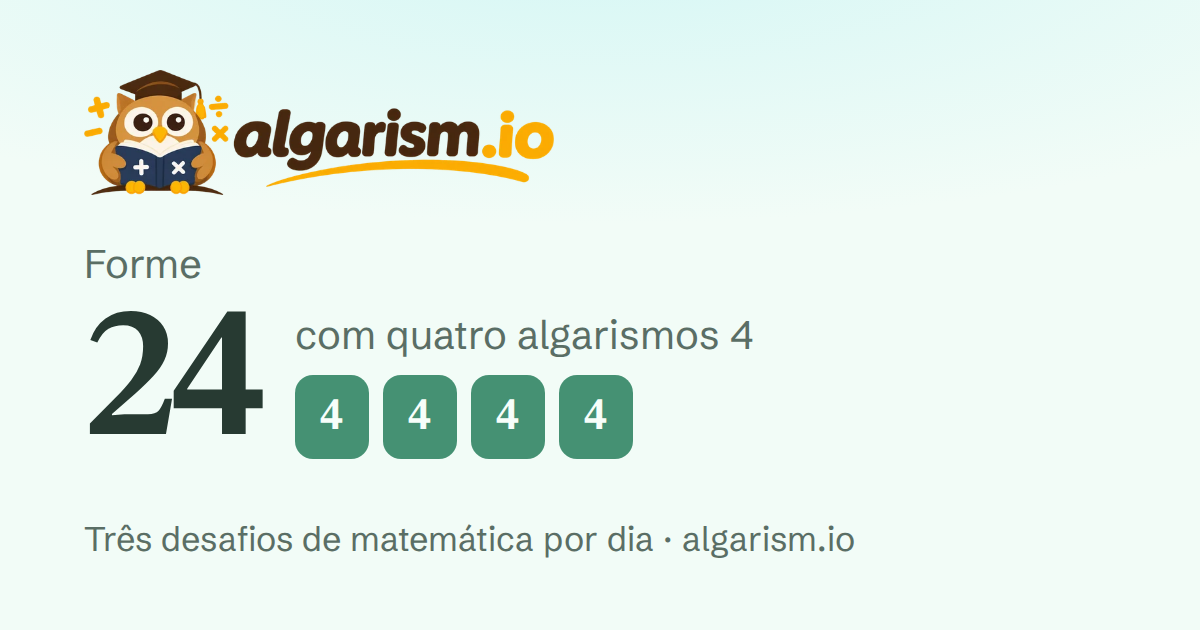 algarism.io
Forme
24
com quatro algarismos 4
4 4 4 4
Três desafios de matemática por dia · algarism.io